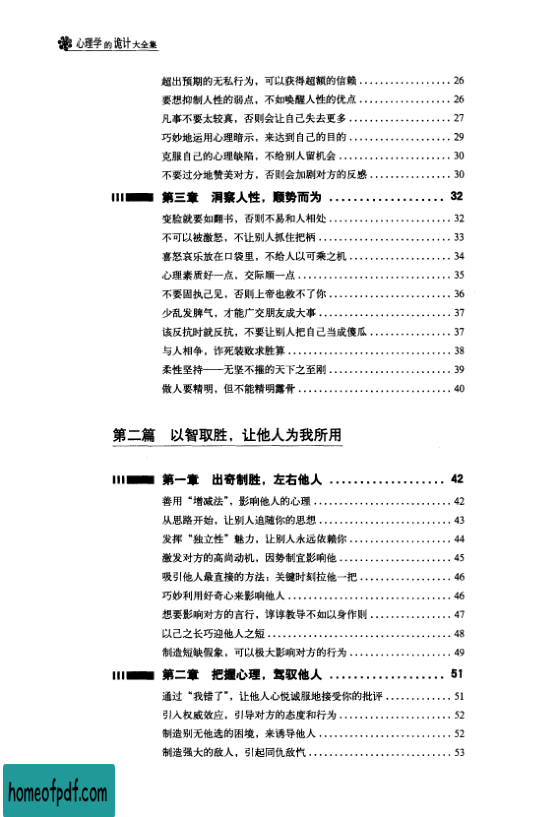 心理学的诡计大全集
超出预期的无私行为，可以获得超额的信赖 .................. 26
要想抑制人性的弱点，不如唤醒人性的优点 .................. 26
凡事不要太较真，否则会让自己失去更多 .................... 27
巧妙地运用心理暗示，来达到自己的目的 .................... 29
克服自己的心理缺陷，不给别人留机会 ...................... 30
不要过分地赞美对方，否则会加剧对方的反感 ................ 30
第三章 洞察人性，顺势而为 .................. 32
变脸就要如翻书，否则不易和人相处 ........................ 32
不可以被激怒，不让别人抓住把柄 .......................... 33
喜怒哀乐放在口袋里，不给人以可乘之机 .................... 34
心理素质好一点，交际顺一点 .............................. 35
不要固执己见，否则上帝也救不了你 ........................ 36
少乱发脾气，才能广交朋友成大事 .......................... 37
该反抗时就反抗，不要让别人把自己当成傻瓜 ................ 37
与人相争，诈死装败求胜算 ................................ 38
柔性坚持——无坚不摧的天下之至刚 ........................ 39
做人要精明，但不能精明露骨 .............................. 40
第二篇 以智取胜，让他人为我所用
第一章 出奇制胜，左右他人 .................. 42
善用“增减法”，影响他人的心理 ........................... 42
从思路开始，让别人追随你的思想 .......................... 43
发挥“独立性”魅力，让别人永远依赖你 .................... 44
激发对方的高尚动机，因势制宜影响他 ...................... 45
吸引他人最直接的方法：关键时刻拉他一把 .................. 46
巧妙利用好奇心来影响他人 ................................ 46
想要影响对方的言行，谆谆教导不如以身作则 ................ 47
以己之长巧迎他人之短 .................................... 48
制造短缺假象，可以极大影响对方的行为 .................... 49
第二章 把握心理，驾驭他人 .................. 51
通过“我错了”，让他人心悦诚服地接受你的批评 ............. 51
引入权威效应，引导对方的态度和行为 ...................... 52
制造别无他选的困境，来诱导他人 .......................... 52
制造强大的敌人，引起同仇敌忾 ............................ 53
homeofpdf.com